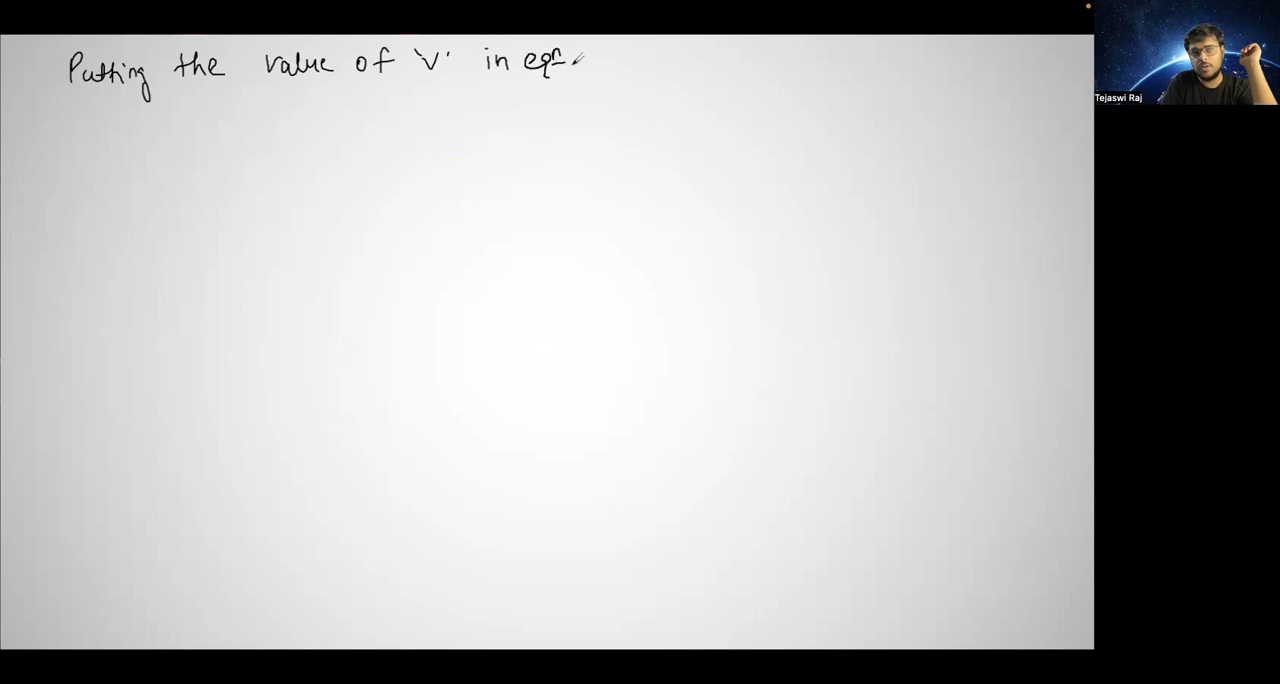 Putting the value of 'v' in eqn.
Tejaswi Raj